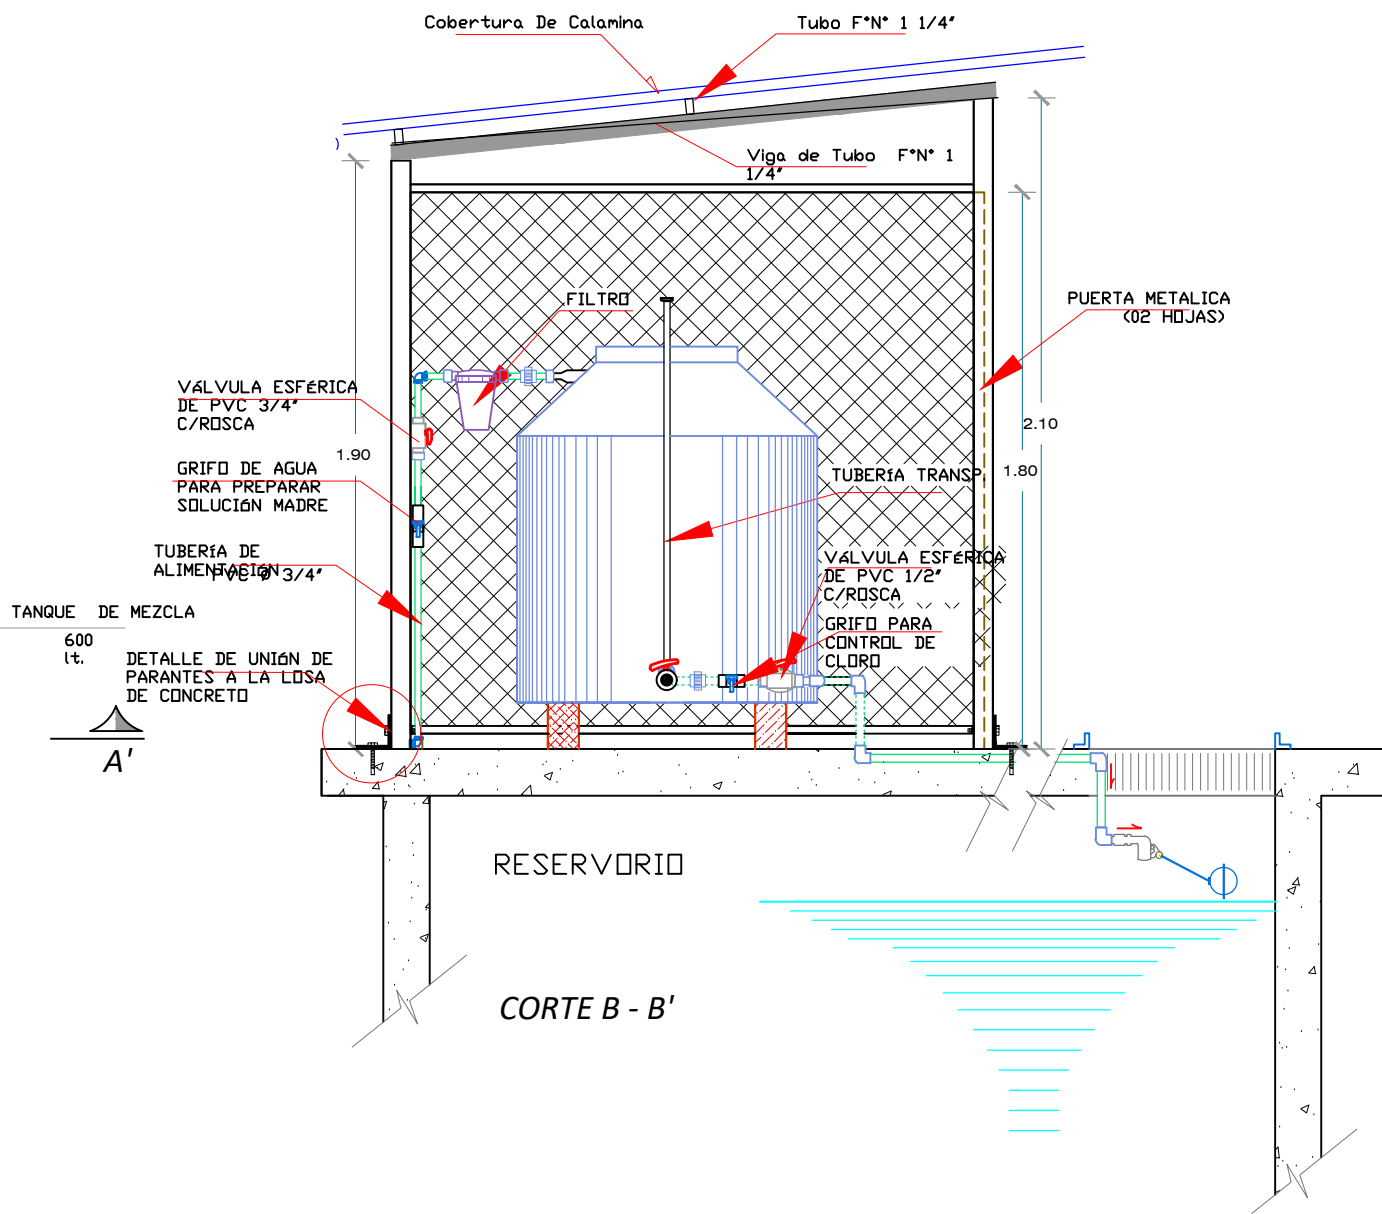 Cobertura De Calamina
Tubo F°N° 1 1/4"
Viga de Tubo F°N° 1
1/4"
FILTRO
PUERTA METALICA
(02 HOJAS)
VÁLVULA ESFÉRICA
DE PVC 3/4"
C/ROSCA
2.10
1.90
1.80
GRIFO DE AGUA
PARA PREPARAR
SOLUCIÓN MADRE
TUBERÍA TRANSP.
TUBERÍA DE
ALIMENTACIÓN
PVC Ø 3/4"
VÁLVULA ESFÉRICA
DE PVC 1/2"
C/ROSCA
TANQUE DE MEZCLA
600
lt.
GRIFO PARA
CONTROL DE
CLORO
DETALLE DE UNIÓN DE
PARANTES A LA LOSA
DE CONCRETO
A'
RESERVORIO
CORTE B - B'